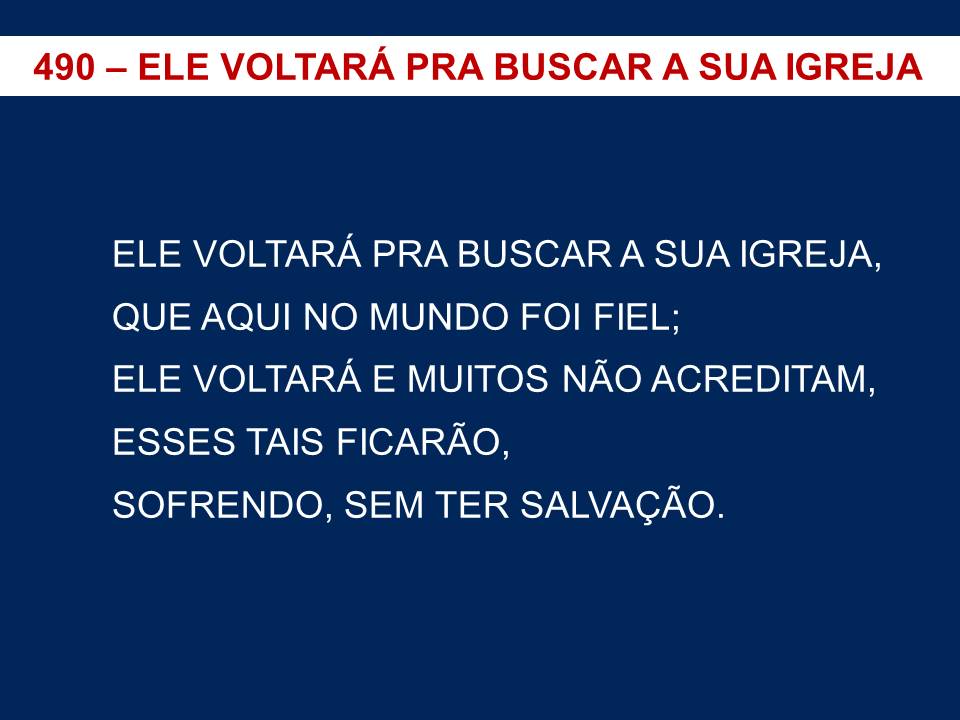 490 – ELE VOLTARÁ PRA BUSCAR A SUA IGREJA
ELE VOLTARÁ PRA BUSCAR A SUA IGREJA,
QUE AQUI NO MUNDO FOI FIEL;
ELE VOLTARÁ E MUITOS NÃO ACREDITAM,
ESSES TAIS FICARÃO,
SOFRENDO, SEM TER SALVAÇÃO.